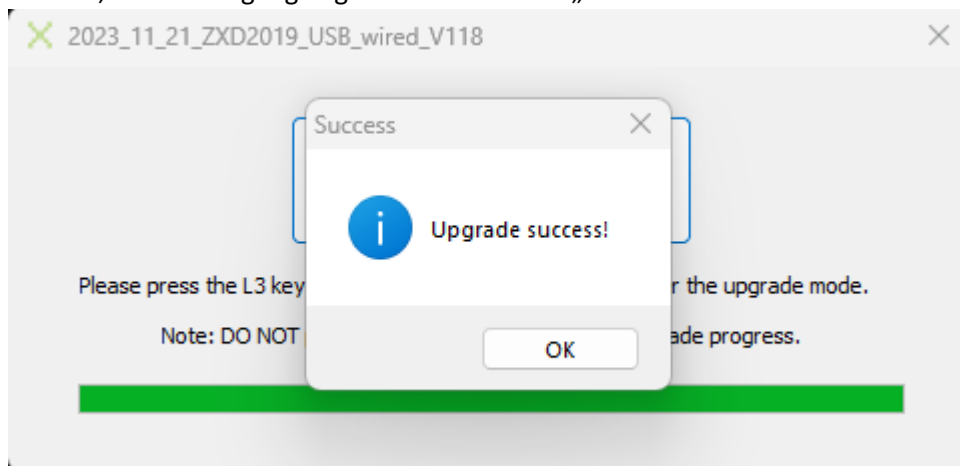 2023_11_21_ZXD2019_USB_wired_V118
Success
Upgrade success!
Please press the L3 key
r the upgrade mode.
Note: DO NOT
ade progress.
OK